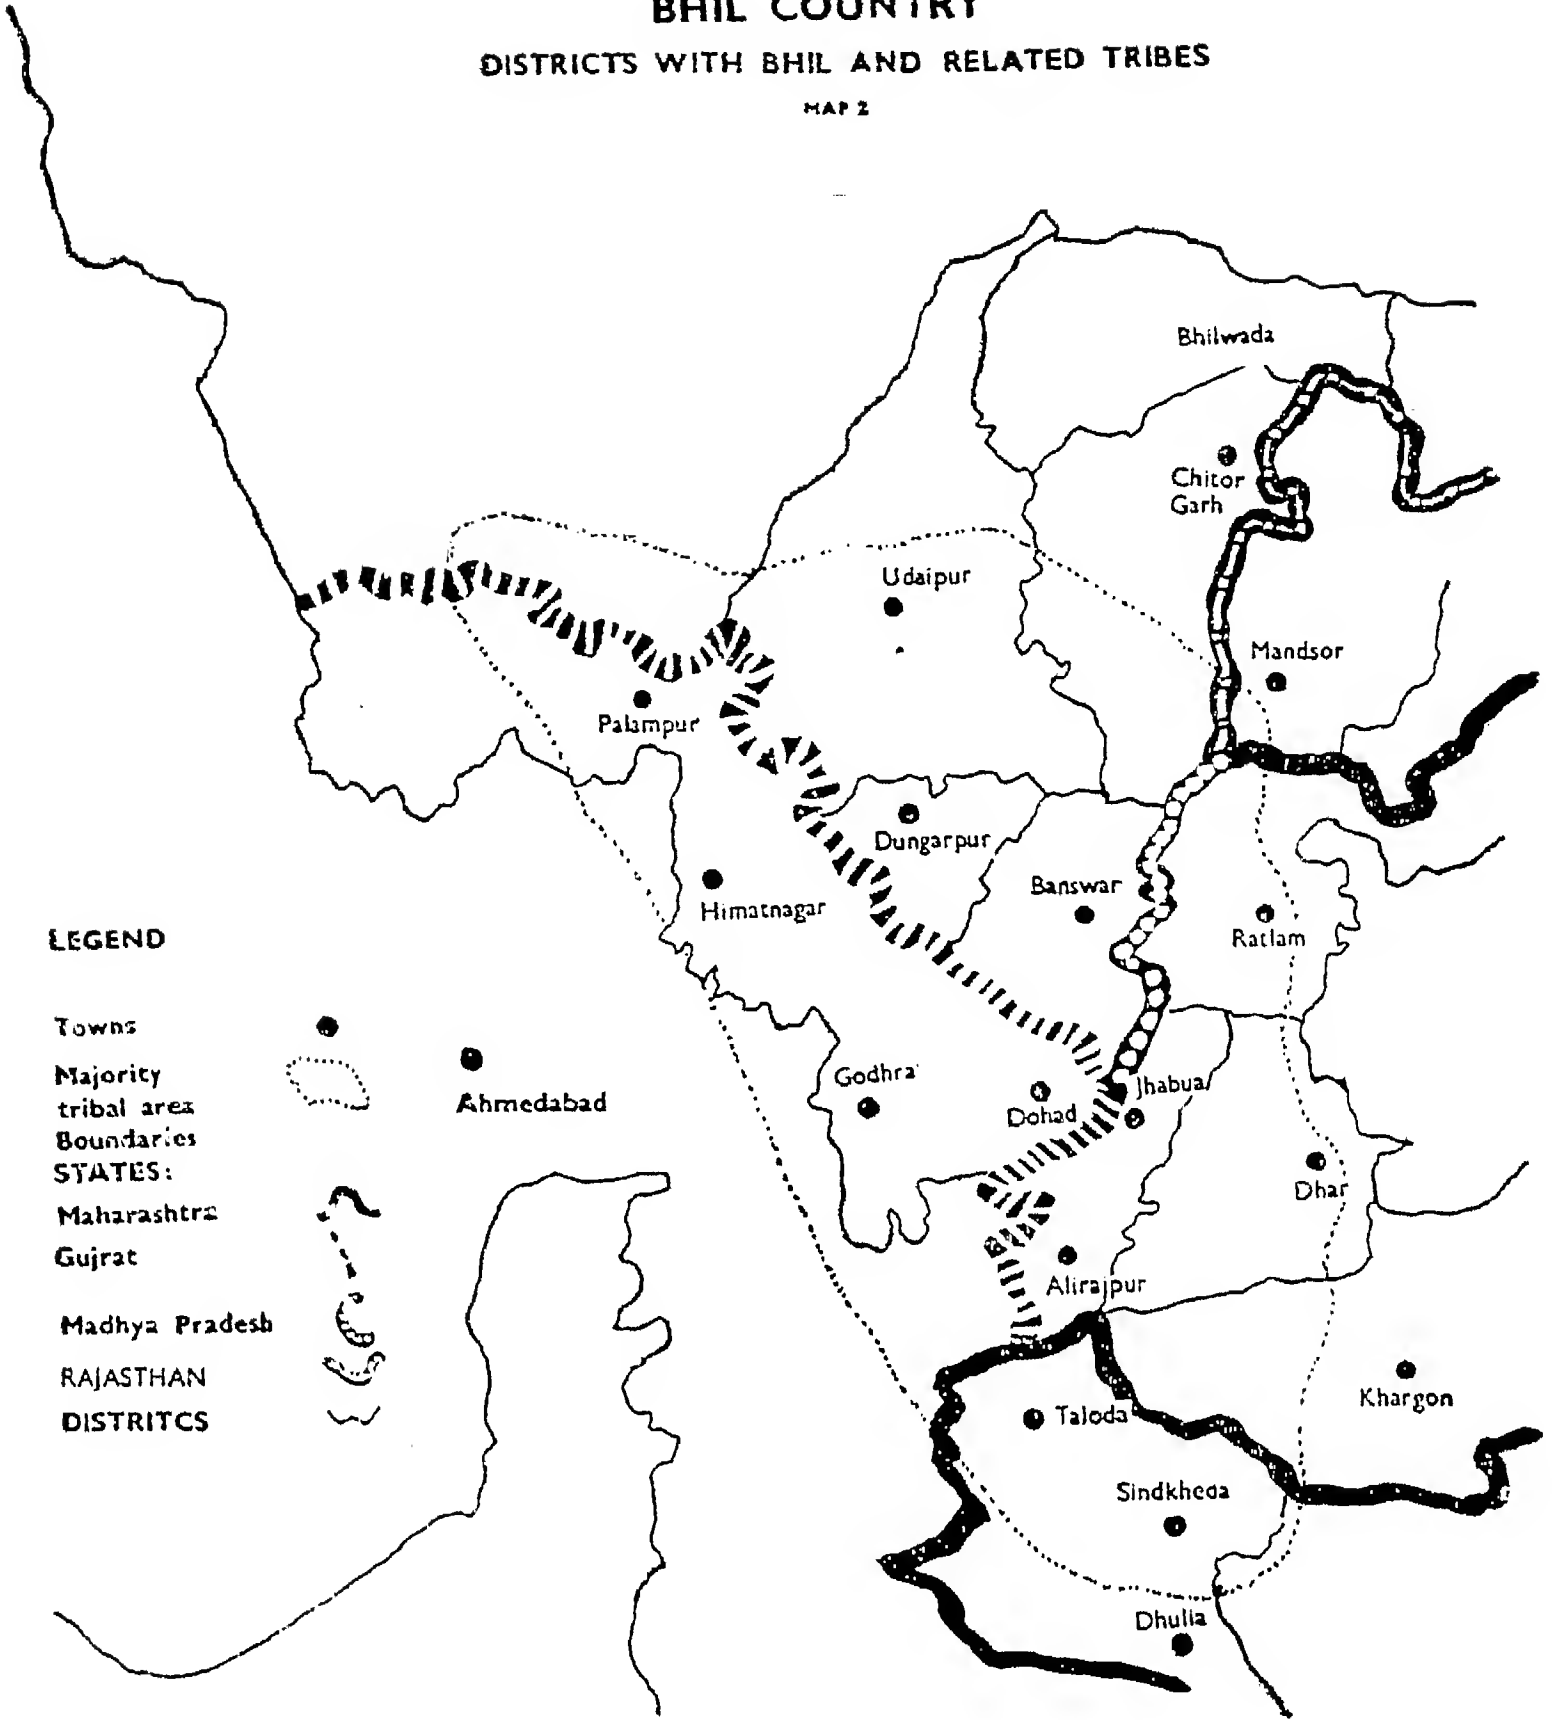 BHIL COUNTRY
DISTRICTS WITH BHIL AND RELATED TRIBES
MAP 2
Bhilwada
Chitor
Garh
Udaipur
Mandsor
Palampur
Dungarpur
Banswar
Himatnagar
Ratlam
LEGEND
Towns
Majority
tribal area
Boundaries
STATES:
Maharashtra
Gujrat
Madhya Pradesh
RAJASTHAN
DISTRITCS
Ahmedabad
Godhra
Dohad
Jhabua
Dhar
Alirajpur
Khargon
Taloda
Sindkheda
Dhulia